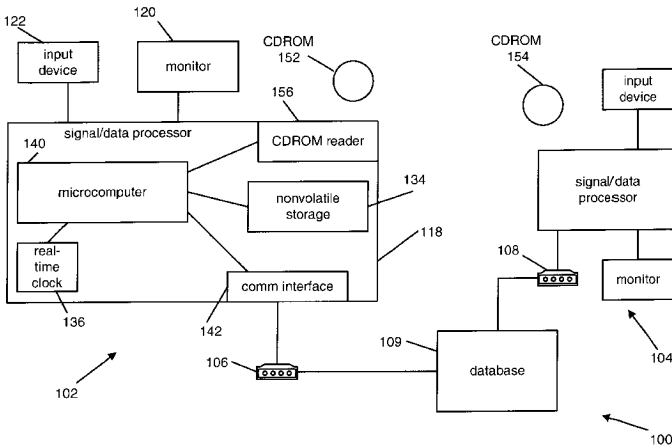 122
input
device
120
monitor
CDROM
152
CDROM
154
input
device
156
signal/data processor
CDROM reader
140
microcomputer
nonvolatile
storage
134
signal/data
processor
real-
time
clock
118
108
monitor
comm interface
136
142
109
104
106
database
102
100